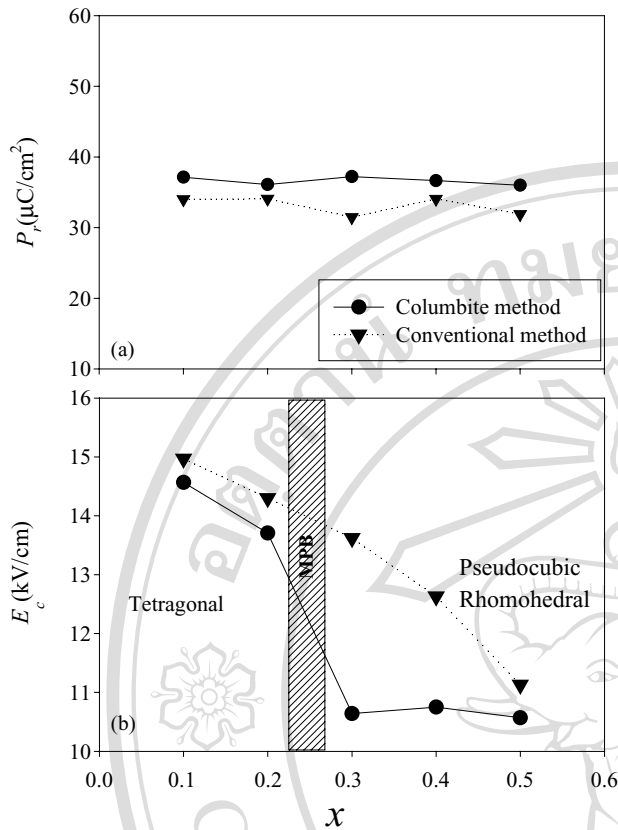 60
50
40
30
20
10
P_r (µC/cm²)
Columbite method
Conventional method
(a)
16
15
14
13
12
11
10
E_c (kV/cm)
MPB
Tetragonal
Pseudocubic
Rhomohedral
(b)
0.0 0.1 0.2 0.3 0.4 0.5 0.6
x